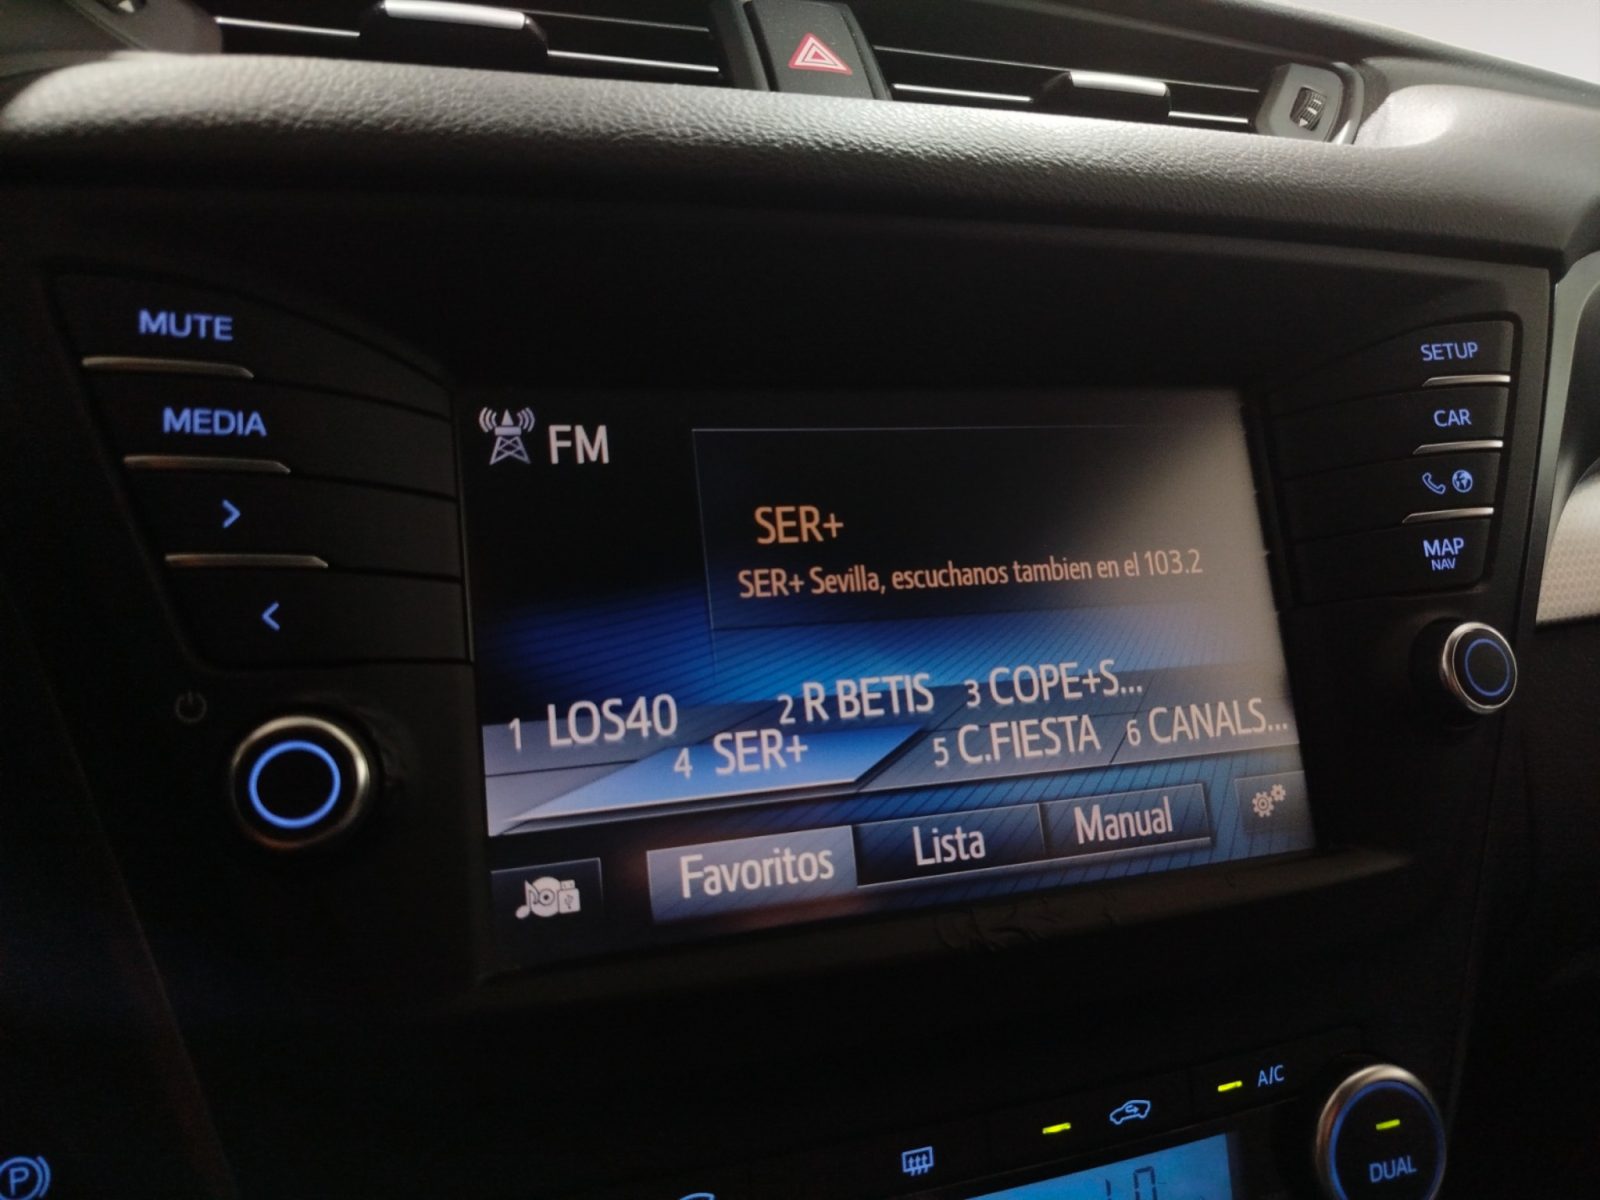 MUTE
MEDIA
SETUP
CAR
MAP
NAV
FM
SER+
SER+ Sevilla, escuchanos tambien en el 103.2
1 LOS40 2 R BETIS 3 COPE+S...
4 SER+ 5 C.FIESTA 6 CANALS...
Favoritos Lista Manual
A/C
DUAL
P